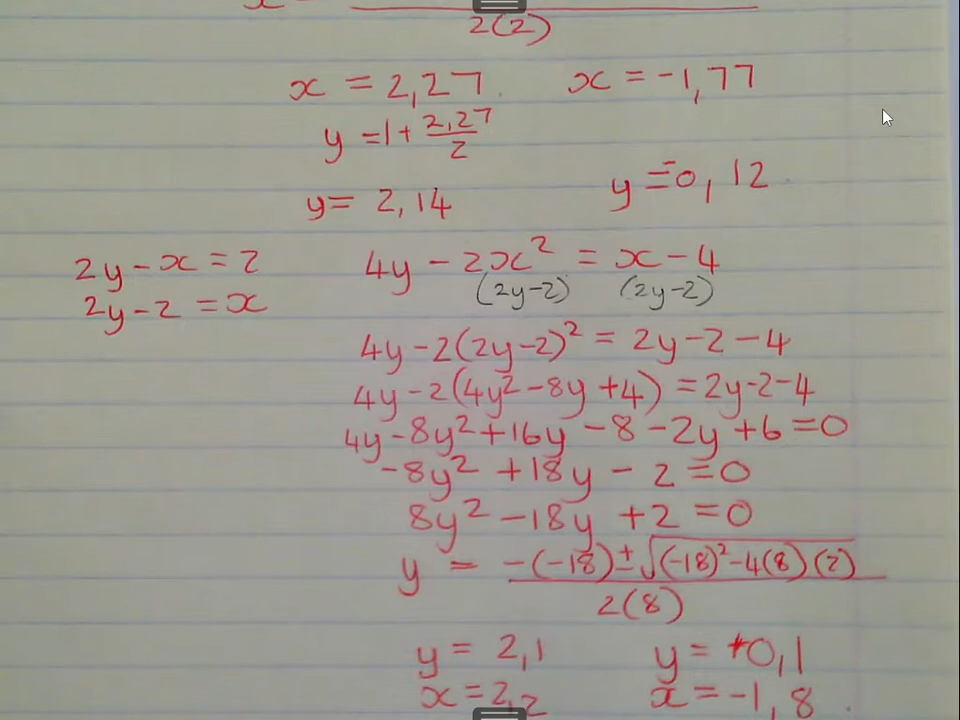 2(2)
x = 2,27 x = -1,77
y = 1 + 2,27/2
y = 2,14 y = -0,12
2y - x = 2 4y - 2x² = x - 4
2y - 2 = x (2y-2) (2y-2)
4y - 2(2y-2)² = 2y - 2 - 4
4y - 2(4y² - 8y + 4) = 2y - 2 - 4
4y - 8y² + 16y - 8 - 2y + 6 = 0
-8y² + 18y - 2 = 0
8y² - 18y + 2 = 0
y = -(-18) ± √(-18)² - 4(8)(2)
2(8)
y = 2,1 y = +0,1
x = 2,2 x = -1,8